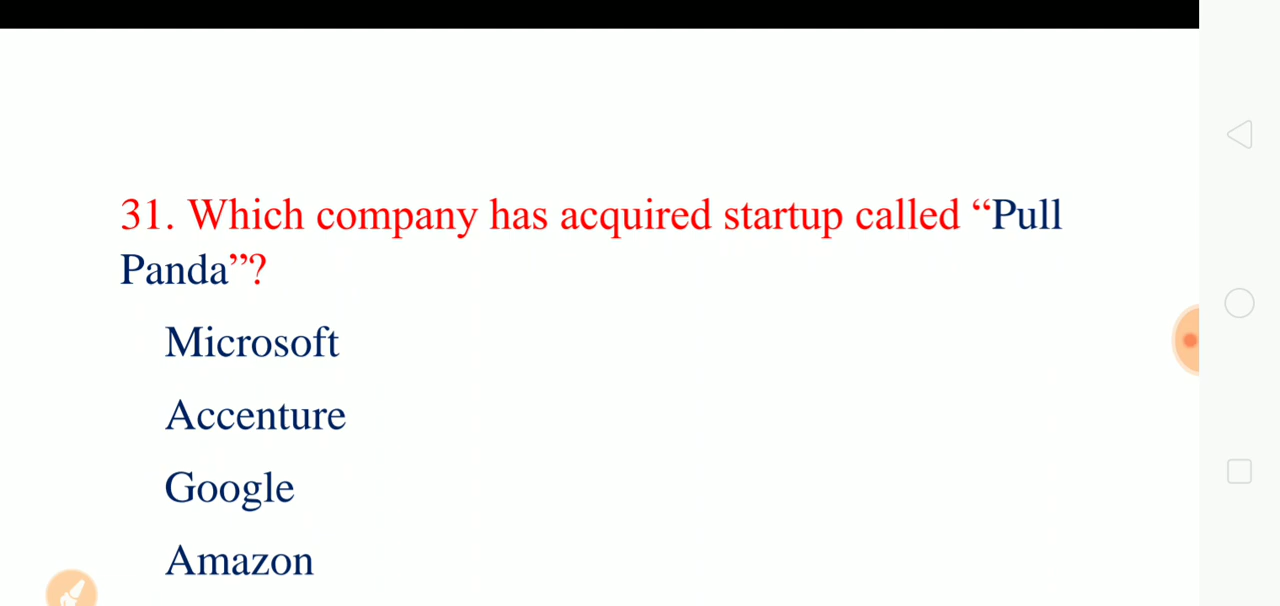 31. Which company has acquired startup called “Pull
Panda”?
Microsoft
Accenture
Google
Amazon